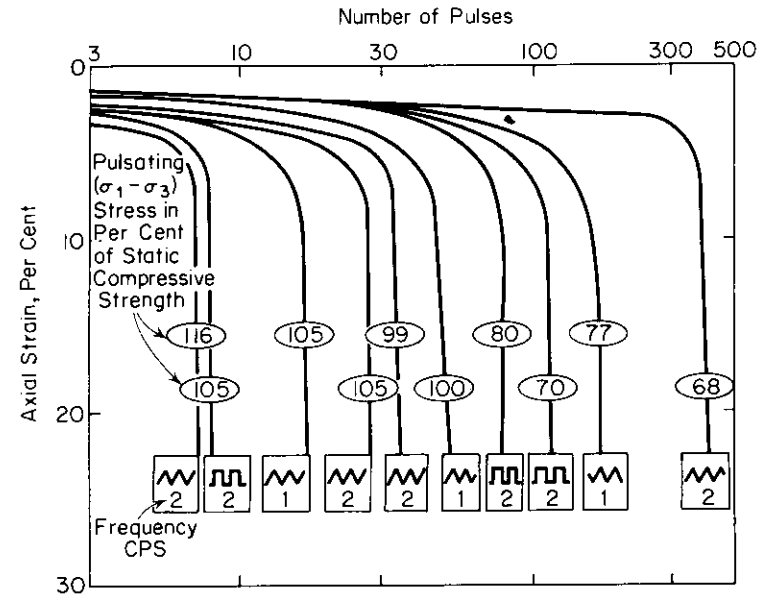 Number of Pulses
3 10 30 100 300 500
0
10
20
30
Axial Strain, Per Cent
Pulsating
(σ₁−σ₃)
Stress in
Per Cent
of Static
Compressive
Strength
116 105 99 80 77
105 105 100 70 68
2 2 1 2 2 1 2 2 1 2
Frequency
CPS